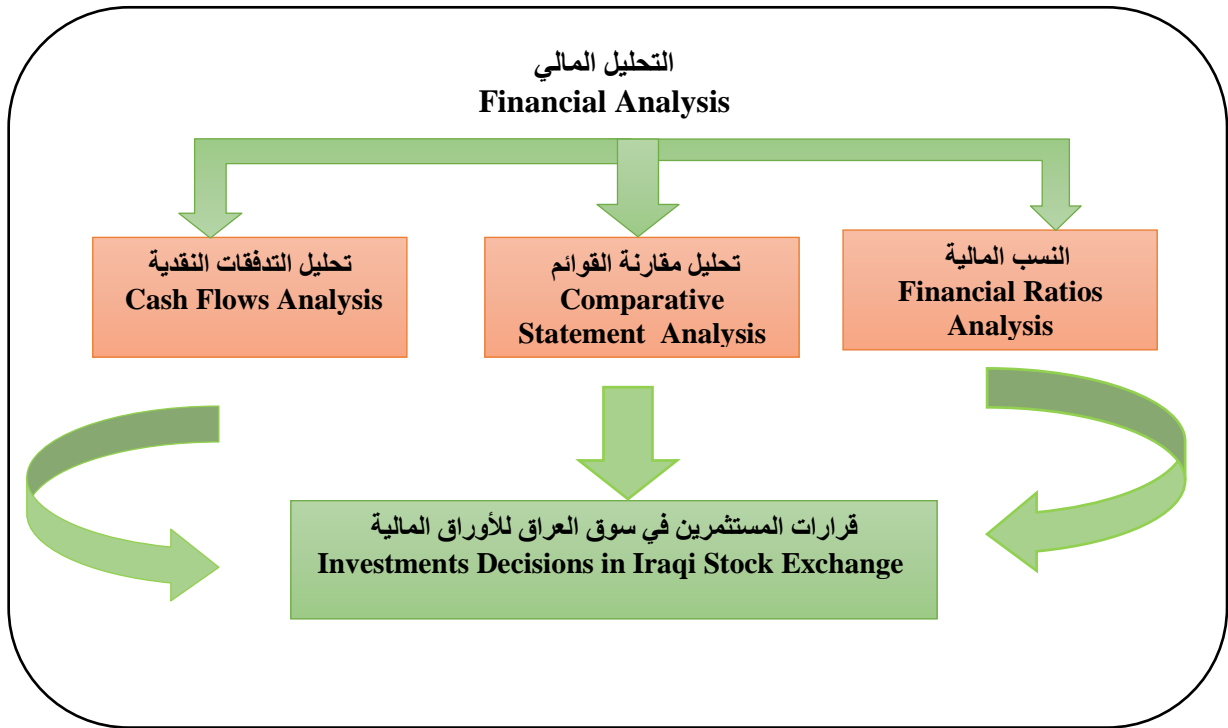 التحليل المالي
Financial Analysis
النسب المالية
Financial Ratios
Analysis
تحليل مقارنة القوائم
Comparative
Statement Analysis
تحليل التدفقات النقدية
Cash Flows Analysis
قرارات المستثمرين في سوق العراق للأوراق المالية
Investments Decisions in Iraqi Stock Exchange